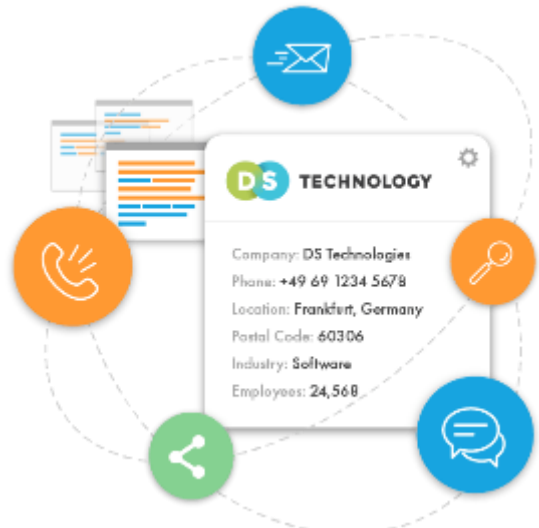 DS TECHNOLOGY
Company: DS Technologies
Phone: +49 69 1234 5678
Location: Frankfurt, Germany
Postal Code: 60306
Industry: Software
Employees: 24,568